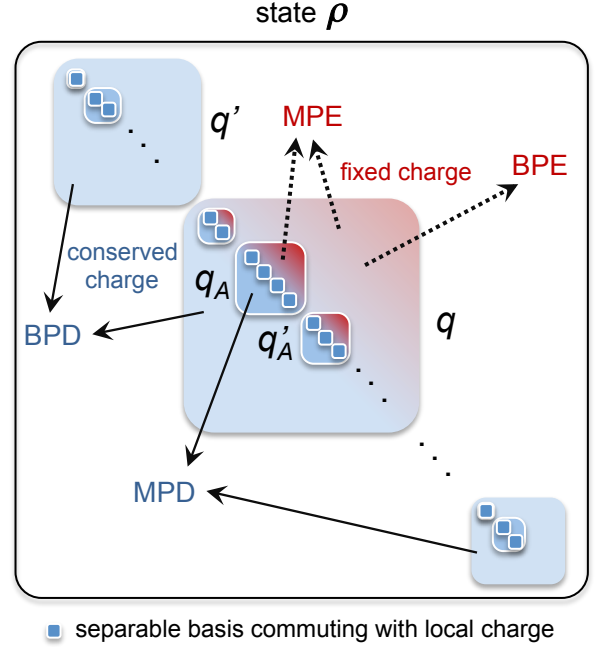 state ρ
q’
MPE
BPE
fixed charge
conserved
charge
q_A
BPD
q’_A
q
MPD
separable basis commuting with local charge